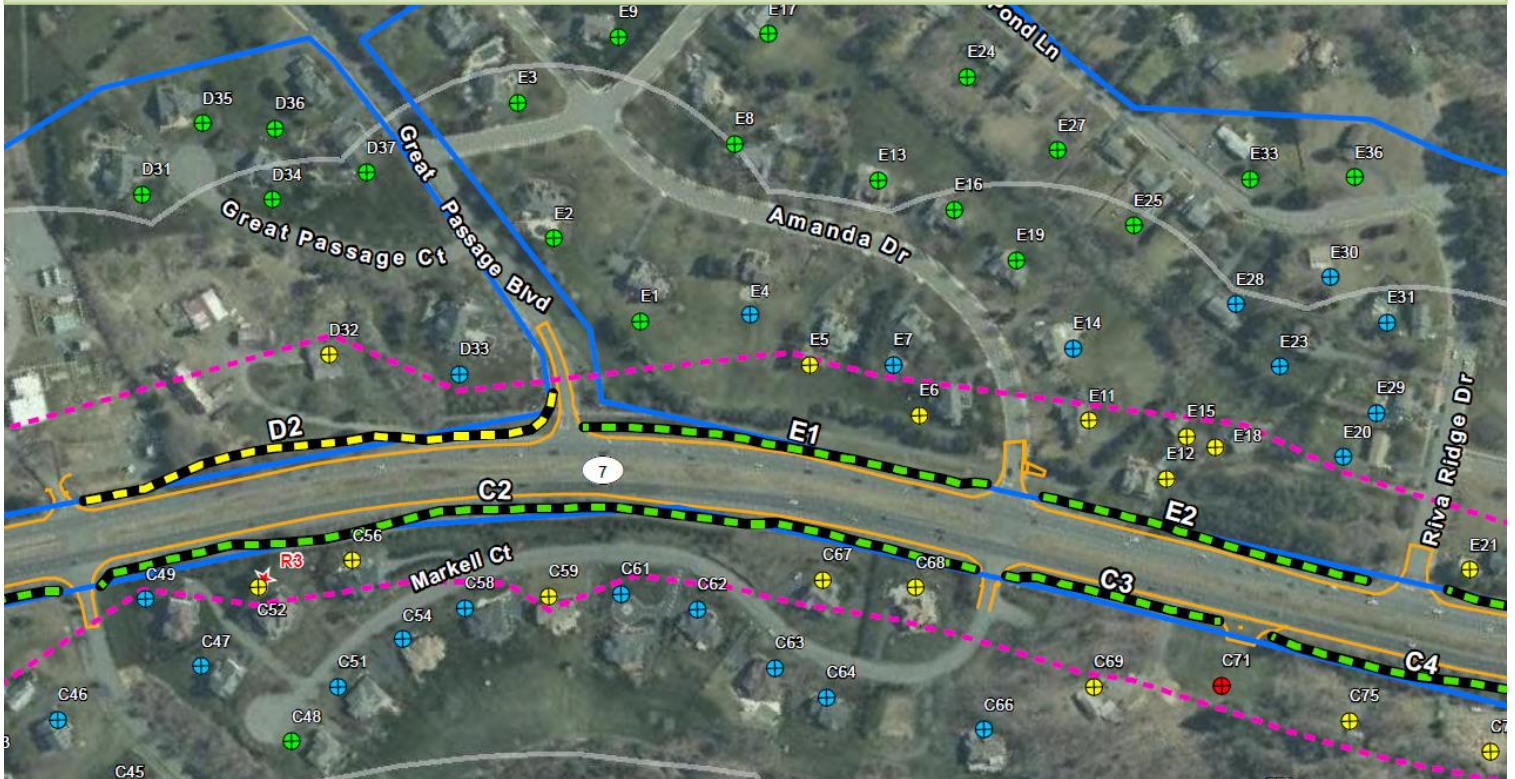 E9
E17
Pond Ln
E24
E3
D35
D36
E8
E27
D37
E13
E33
E36
D31
D34
E16
E25
Great Passage Blvd
Great Passage Ct
E2
Amanda Dr
E19
E30
E28
E1
E4
E31
D32
E14
D33
E5
E7
E23
Riva Ridge Dr
E6
E11
E29
D2
E1
E15
E18
E20
E12
7
C2
E2
C56
R3
Markell Ct
E21
C49
C52
C58
C59
C61
C62
C67
C68
C3
C54
C47
C63
C4
C51
C64
C69
C71
C46
C48
C66
C75
C45